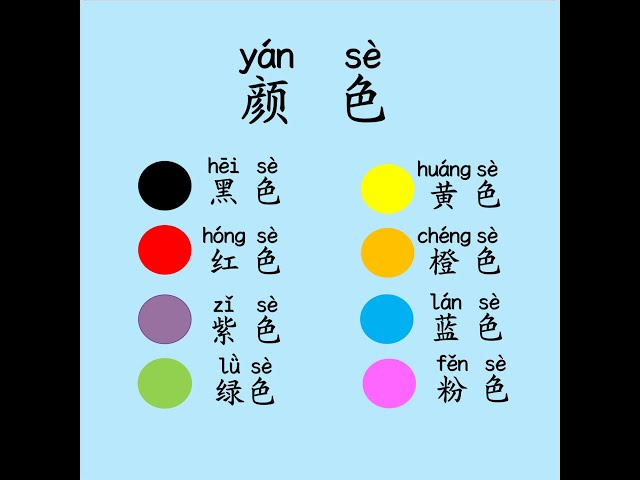 yán sè
颜 色
hēi sè
黑 色
huáng sè
黄 色
hóng sè
红 色
chéng sè
橙 色
zǐ sè
紫 色
lán sè
蓝 色
lǜ sè
绿 色
fěn sè
粉 色